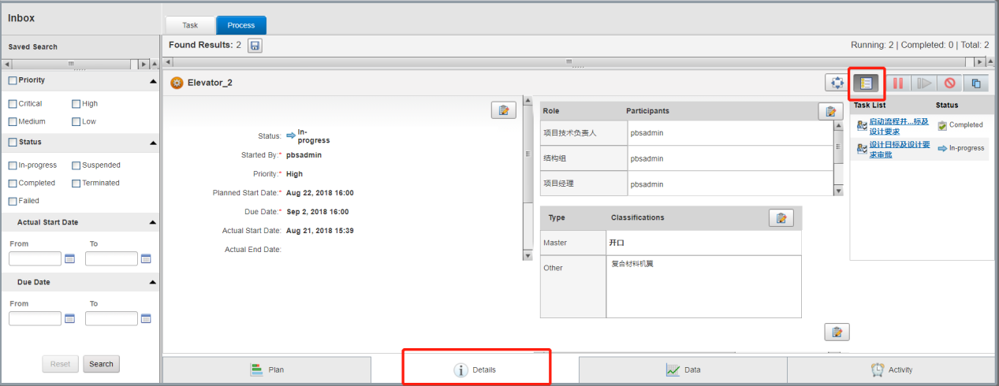 Inbox
Task
Process
Saved Search
Found Results: 2
Running: 2 | Completed: 0 | Total: 2
Priority
Critical
High
Medium
Low
Status
In-progress
Suspended
Completed
Terminated
Failed
Actual Start Date
From
To
Due Date
From
To
Reset
Search
Elevator_2
Status:
In-
progress
Started By:* pbsadmin
Priority:* High
Planned Start Date:* Aug 22, 2018 16:00
Due Date:* Sep 2, 2018 16:00
Actual Start Date: Aug 21, 2018 15:39
Actual End Date:
Role
Participants
项目技术负责人
pbsadmin
结构组
pbsadmin
项目经理
pbsadmin
Type
Classifications
Master
开口
Other
复合材料机翼
Task List
Status
启动流程并...标及
设计要求
Completed
设计目标及设计要
求审批
In-progress
Plan
Details
Data
Activity